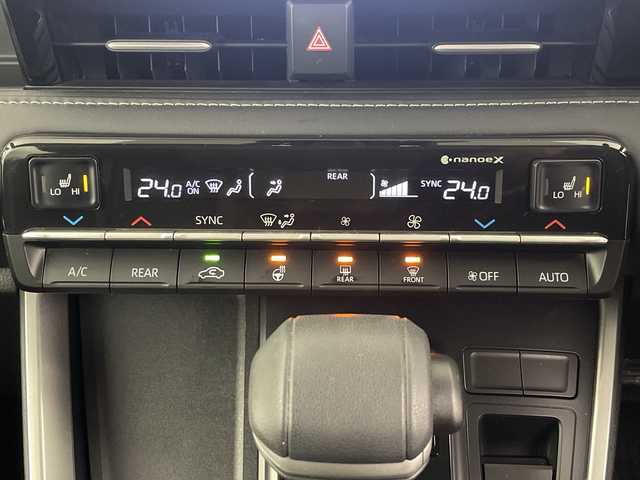 nanoeX
REAR
LO HI
24.0 A/C ON
SYNC 24.0
LO HI
SYNC
A/C REAR REAR FRONT OFF AUTO